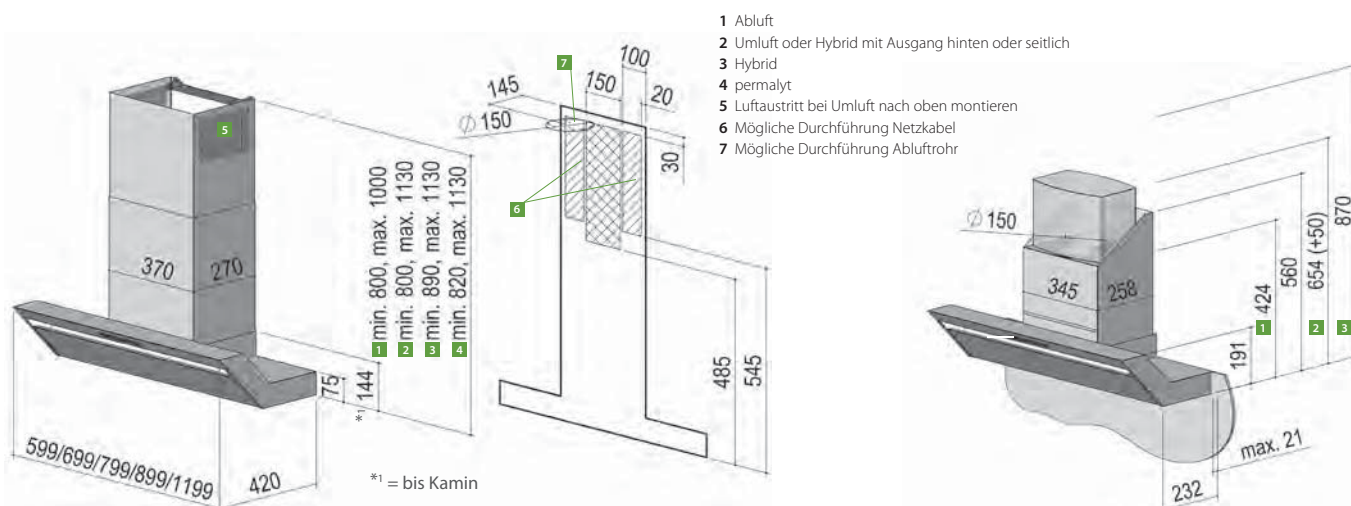 1 Abluft
2 Umluft oder Hybrid mit Ausgang hinten oder seitlich
3 Hybrid
4 permalyt
5 Luftaustritt bei Umluft nach oben montieren
6 Mögliche Durchführung Netzkabel
7 Mögliche Durchführung Abluftrohr
5
370
270
1 min. 800, max. 1000
2 min. 800, max. 1130
3 min. 890, max. 1130
4 min. 820, max. 1130
75
*1 144
599/699/799/899/1199
420
*1 = bis Kamin
7
100
150
20
145
∅ 150
30
6
485
545
∅ 150
345
258
191
1 424
560
2 654 (+50)
3 870
max. 21
232